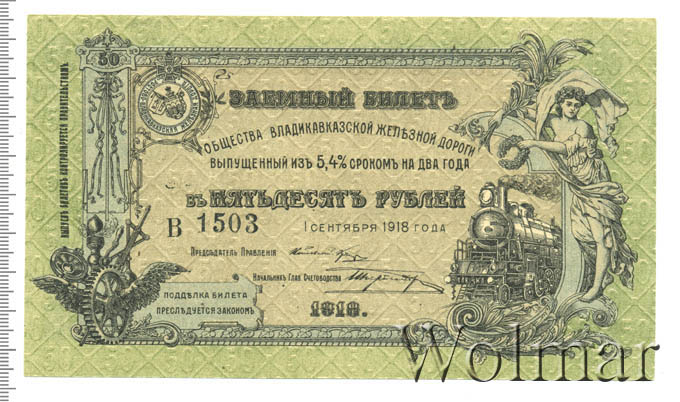 50
ЗАЕМНЫЙ БИЛЕТЪ
ОБЩЕСТВА ВЛАДИКАВКАЗСКОЙ ЖЕЛѢЗНОЙ ДОРОГИ
ВЫПУЩЕННЫЙ ИЗЪ 5,4% СРОКОМЪ НА ДВА ГОДА
въ ПЯТЬДЕСЯТЪ РУБЛЕЙ
В 1503
1 СЕНТЯБРЯ 1918 ГОДА
ПРЕДСѢДАТЕЛЬ ПРАВЛЕНІЯ
НАЧАЛЬНИКЪ ГЛАВ. СЧЕТОВОДСТВА
ПОДДѢЛКА БИЛЕТА
ПРЕСЛѢДУЕТСЯ ЗАКОНОМЪ
1918.
Wolmar